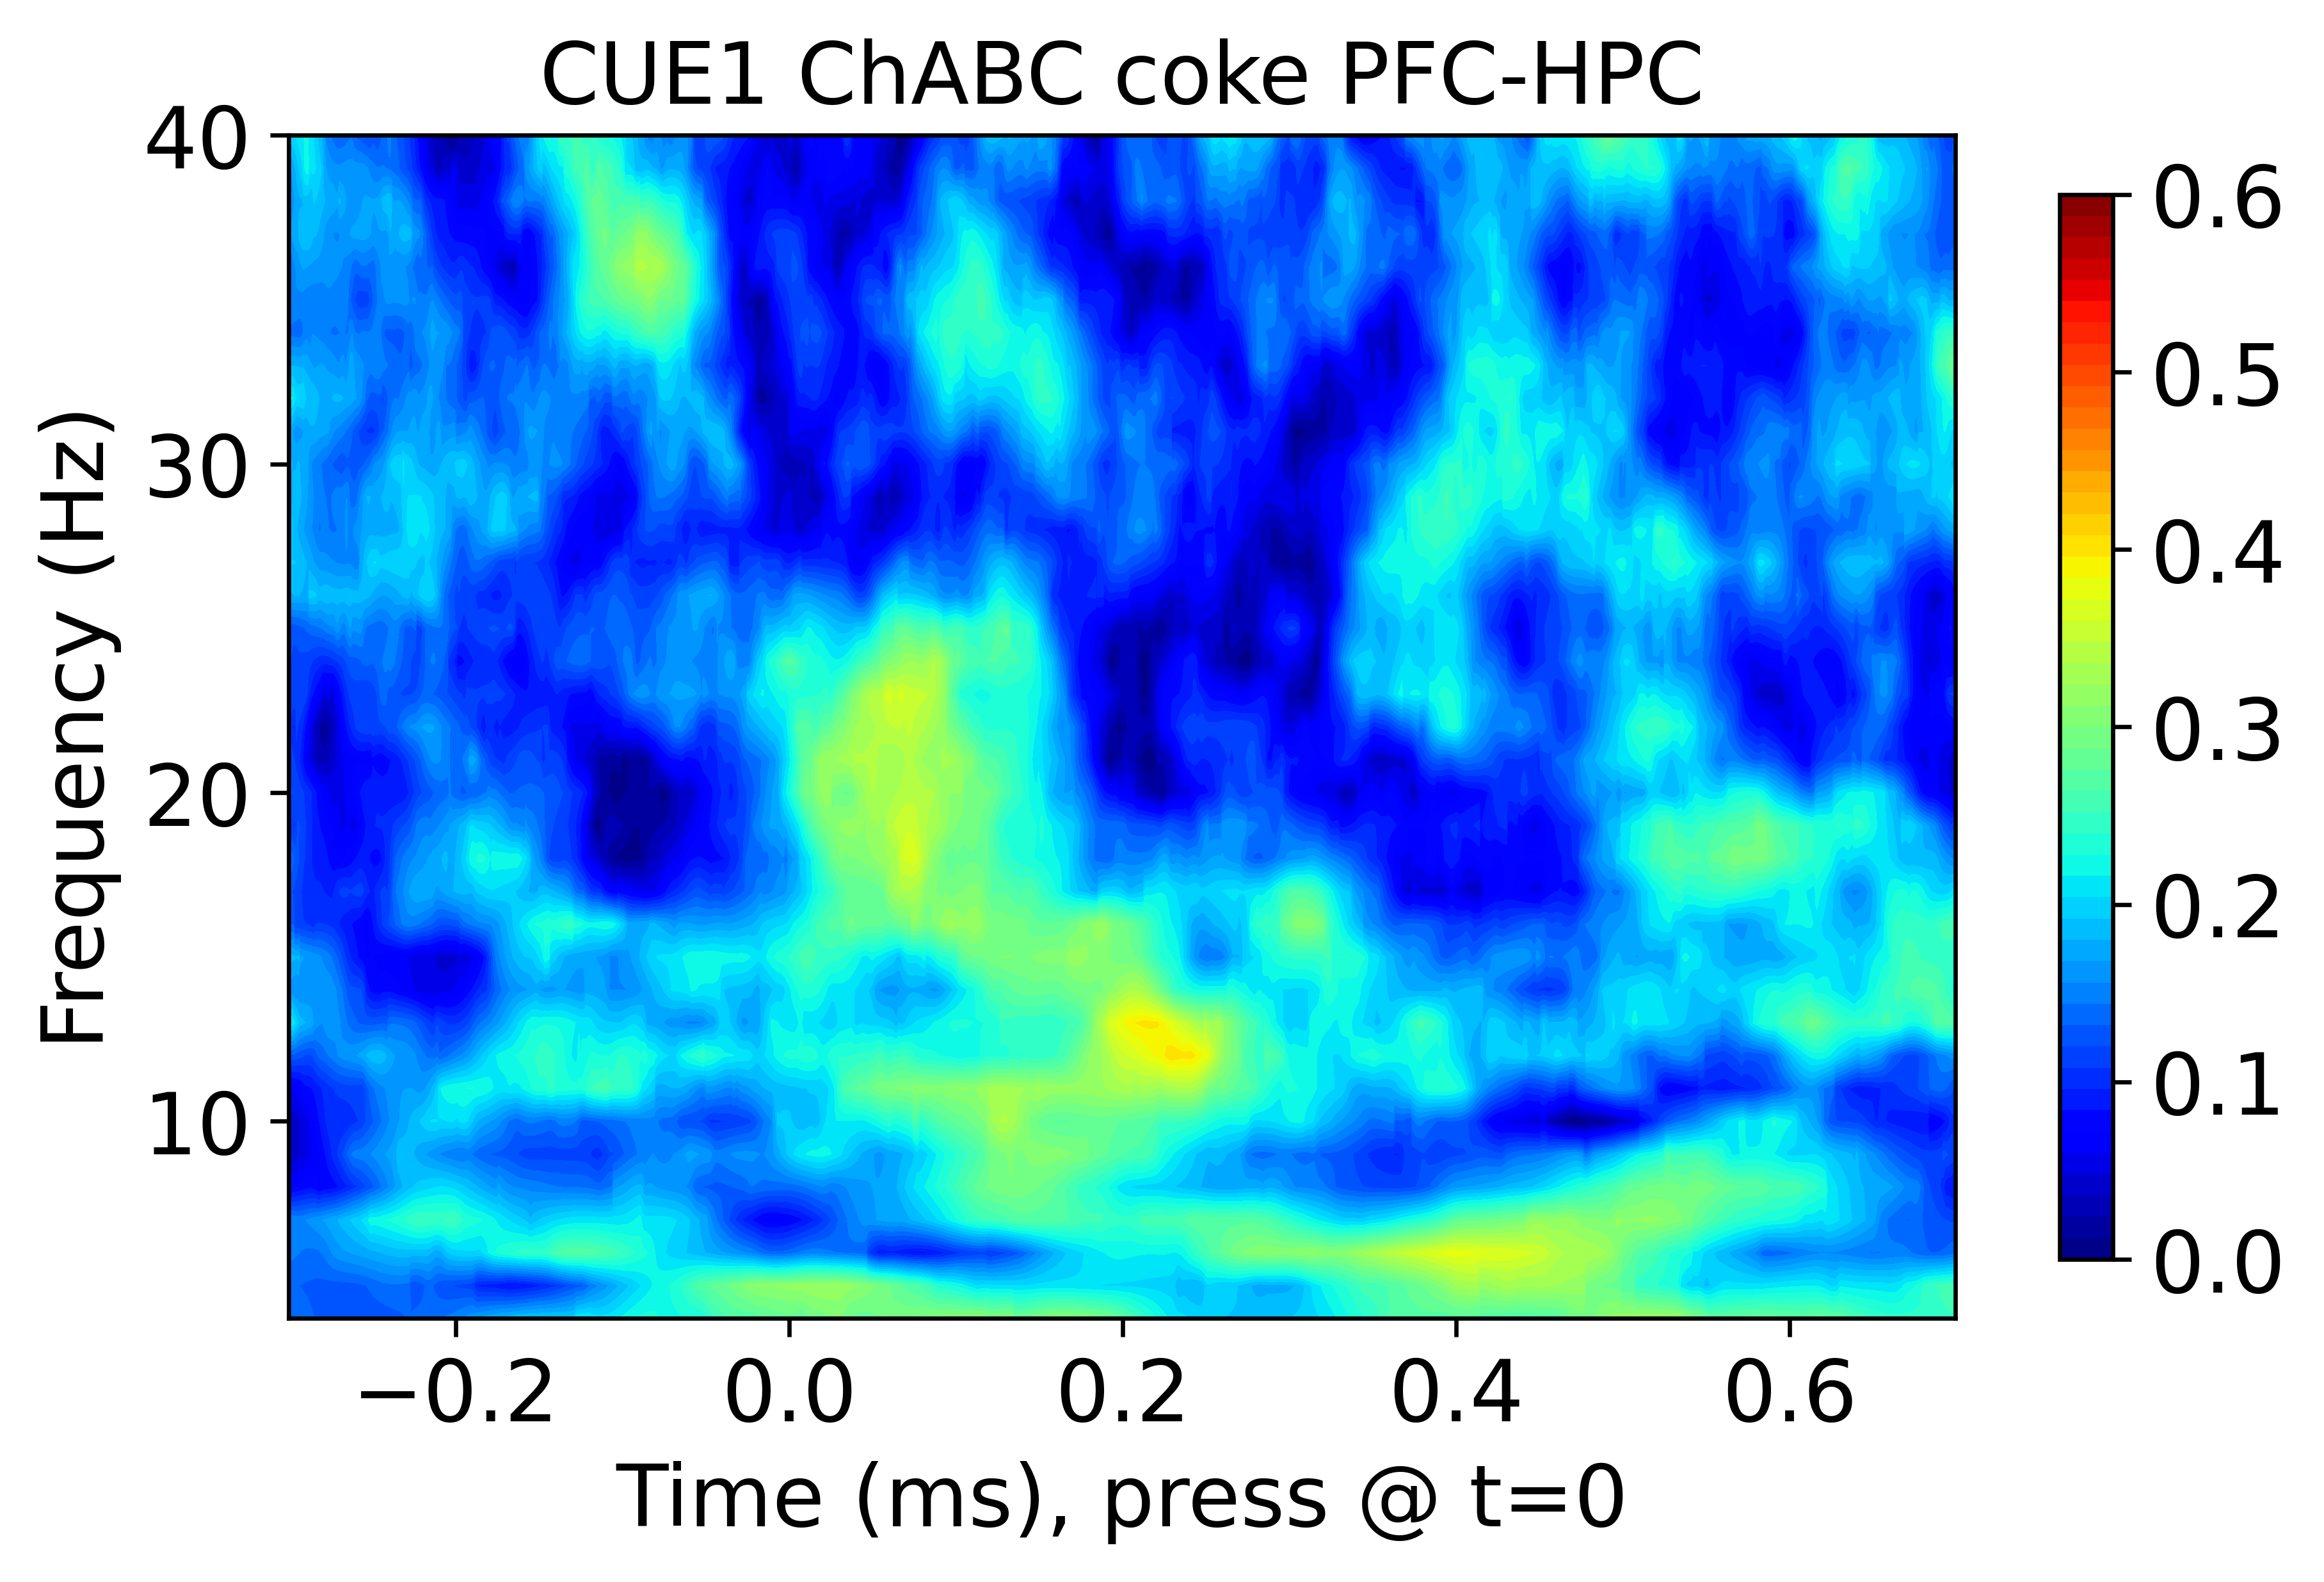 CUE1 ChABC coke PFC-HPC
Frequency (Hz)
40
30
20
10
−0.2 0.0 0.2 0.4 0.6
Time (ms), press @ t=0
0.6
0.5
0.4
0.3
0.2
0.1
0.0